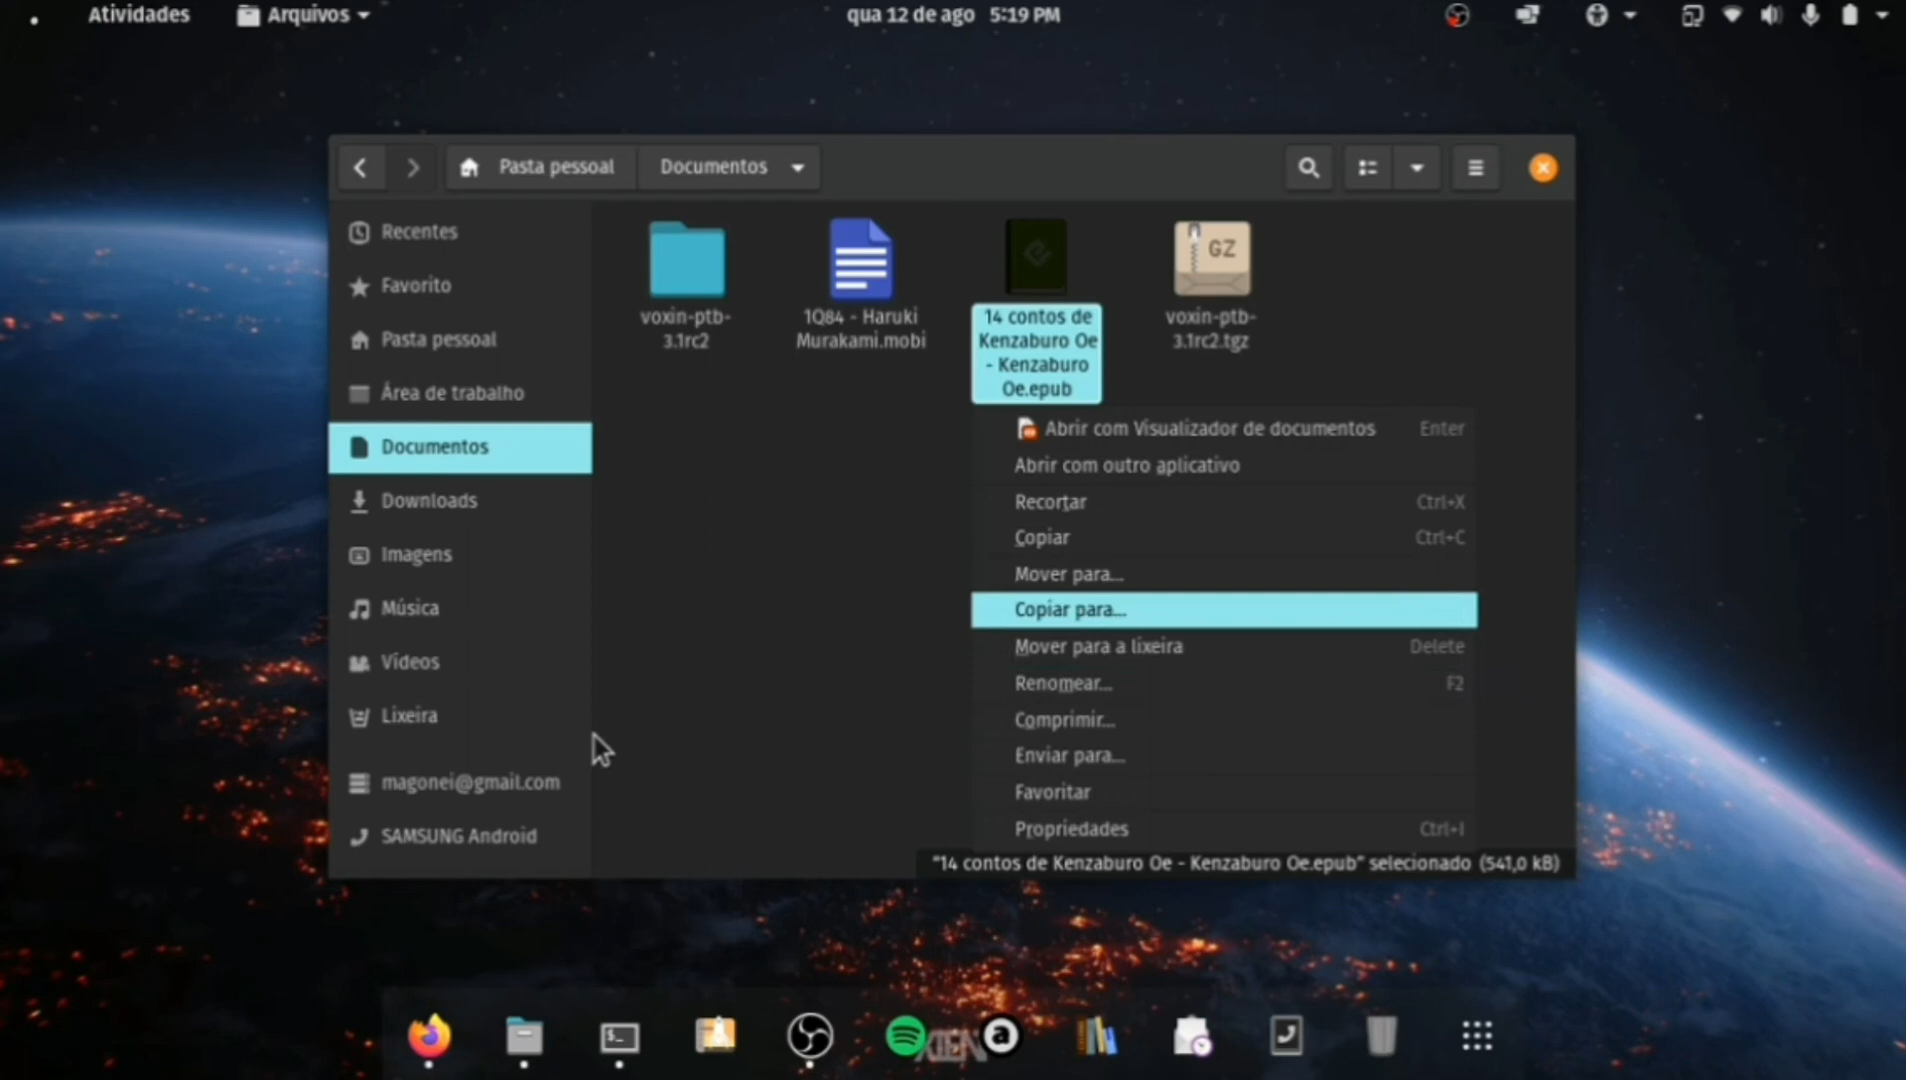 Atividades
Arquivos
qua 12 de ago 5:19 PM
Pasta pessoal
Documentos
Recentes
Favorito
Pasta pessoal
Área de trabalho
Documentos
Downloads
Imagens
Música
Vídeos
Lixeira
magonei@gmail.com
SAMSUNG Android
voxin-ptb-
3.1rc2
1Q84 - Haruki
Murakami.mobi
14 contos de
Kenzaburo Oe
- Kenzaburo
Oe.epub
GZ
voxin-ptb-
3.1rc2.tgz
Abrir com Visualizador de documentos Enter
Abrir com outro aplicativo
Recortar Ctrl+X
Copiar Ctrl+C
Mover para...
Copiar para...
Mover para a lixeira Delete
Renomear... F2
Comprimir...
Enviar para...
Favoritar
Propriedades Ctrl+I
"14 contos de Kenzaburo Oe - Kenzaburo Oe.epub" selecionado (541,0 kB)
$_
a